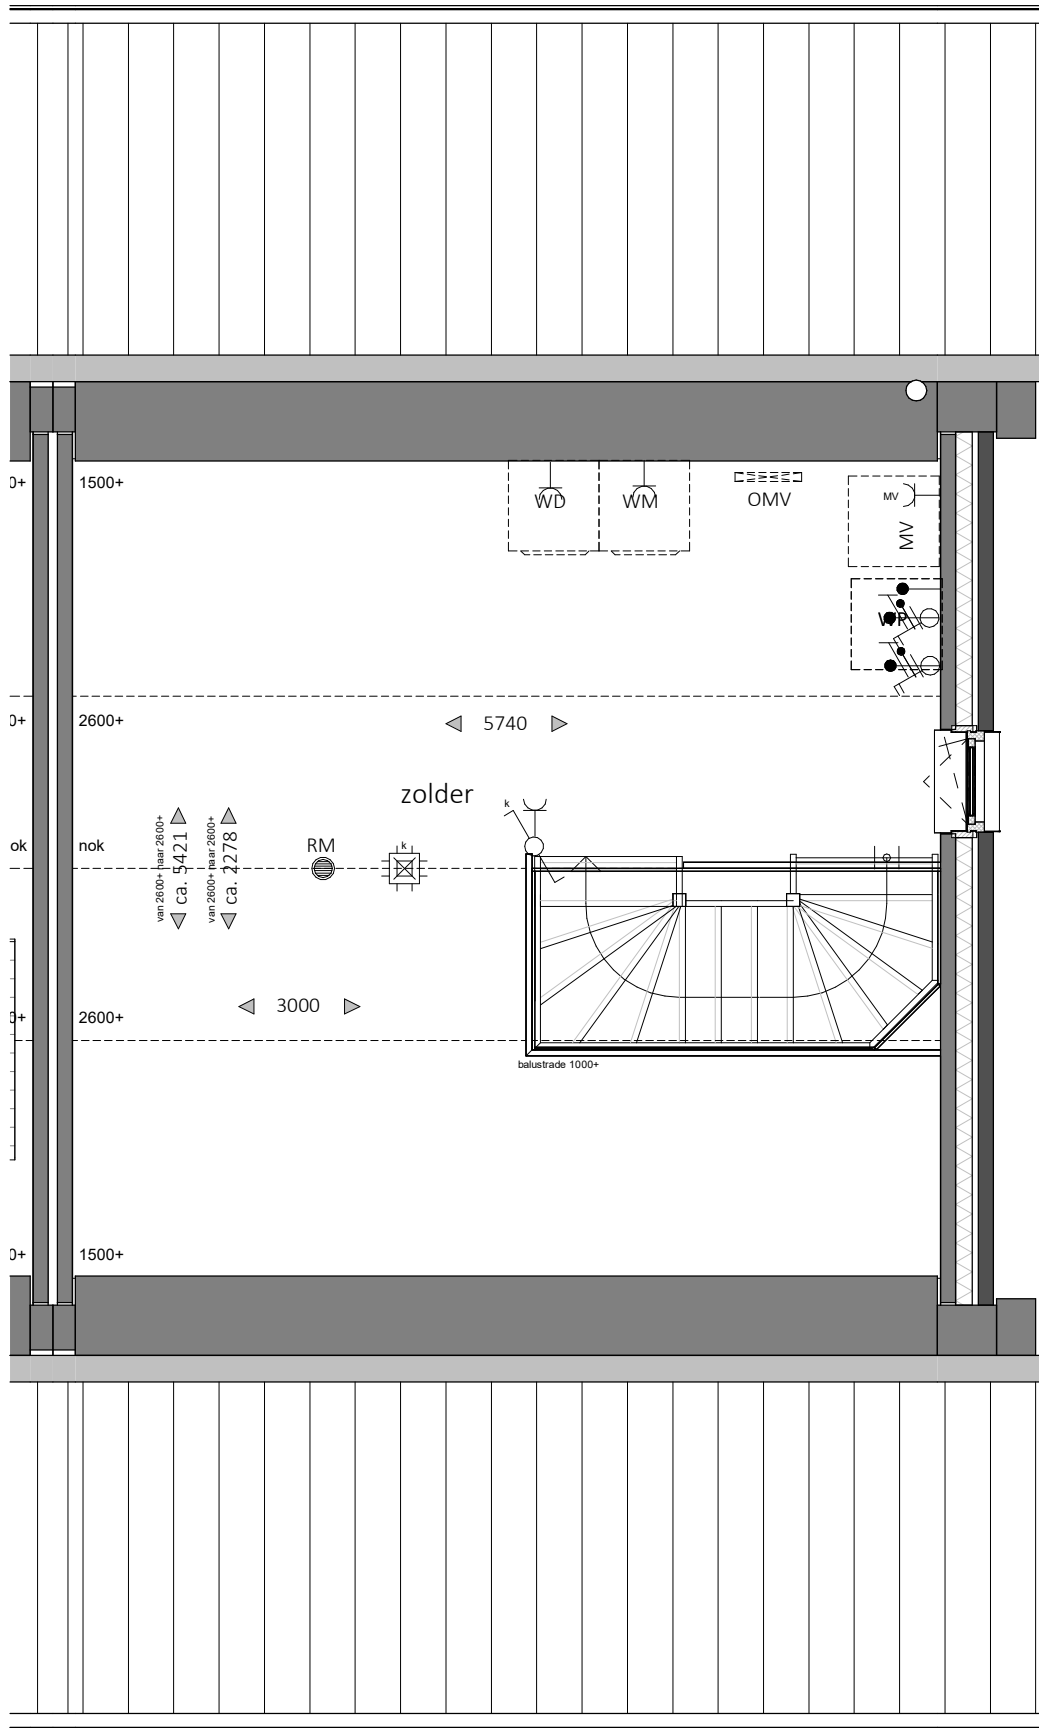 0+
1500+
WD
WM
OMV
MV
MV
WP
0+
2600+
5740
zolder
k
ok
nok
van 2600+ naar 2600+
ca. 5421
van 2600+ naar 2600+
ca. 2278
RM
k
0+
2600+
3000
balustrade 1000+
0+
1500+